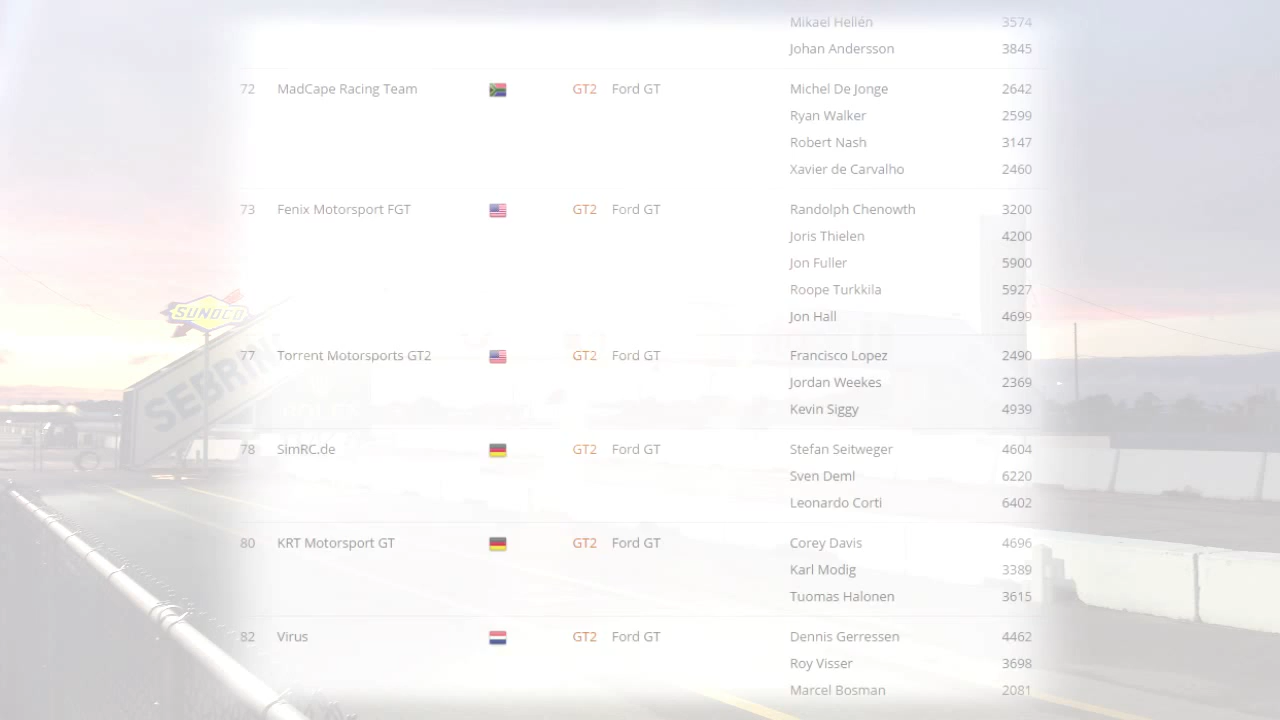 Mikael Hellén 3574
Johan Andersson 3845
72 MadCape Racing Team GT2 Ford GT Michel De Jonge 2642
Ryan Walker 2599
Robert Nash 3147
Xavier de Carvalho 2460
73 Fenix Motorsport FGT GT2 Ford GT Randolph Chenowth 3200
Joris Thielen 4200
Jon Fuller 5900
Roope Turkkila 5927
SUNOCO
Jon Hall 4699
77 Torrent Motorsports GT2 GT2 Ford GT Francisco Lopez 2490
Jordan Weekes 2369
SEBRIN
ROLEX
Kevin Siggy 4939
78 SimRC.de GT2 Ford GT Stefan Seitweger 4604
Sven Deml 6220
Leonardo Corti 6402
80 KRT Motorsport GT GT2 Ford GT Corey Davis 4696
Karl Modig 3389
Tuomas Halonen 3615
82 Virus GT2 Ford GT Dennis Gerressen 4462
Roy Visser 3698
Marcel Bosman 2081